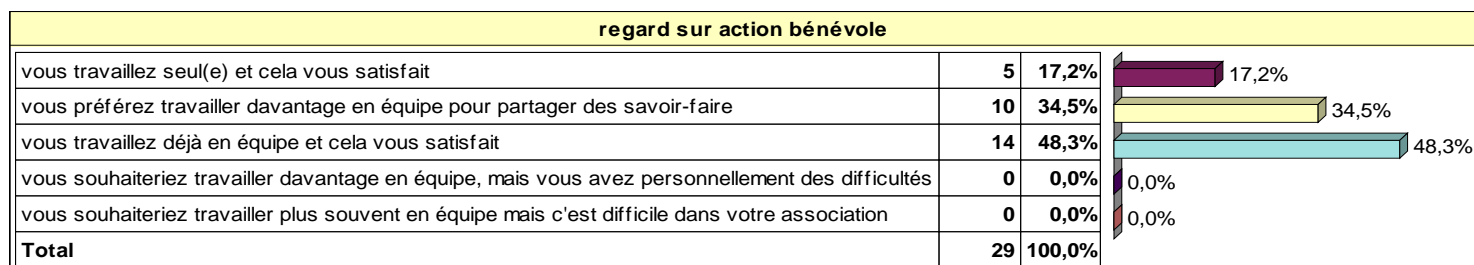 regard sur action bénévole
vous travaillez seul(e) et cela vous satisfait 5 17,2% 17,2%
vous préférez travailler davantage en équipe pour partager des savoir-faire 10 34,5% 34,5%
vous travaillez déjà en équipe et cela vous satisfait 14 48,3% 48,3%
vous souhaiteriez travailler davantage en équipe, mais vous avez personnellement des difficultés 0 0,0% 0,0%
vous souhaiteriez travailler plus souvent en équipe mais c'est difficile dans votre association 0 0,0% 0,0%
Total 29 100,0%